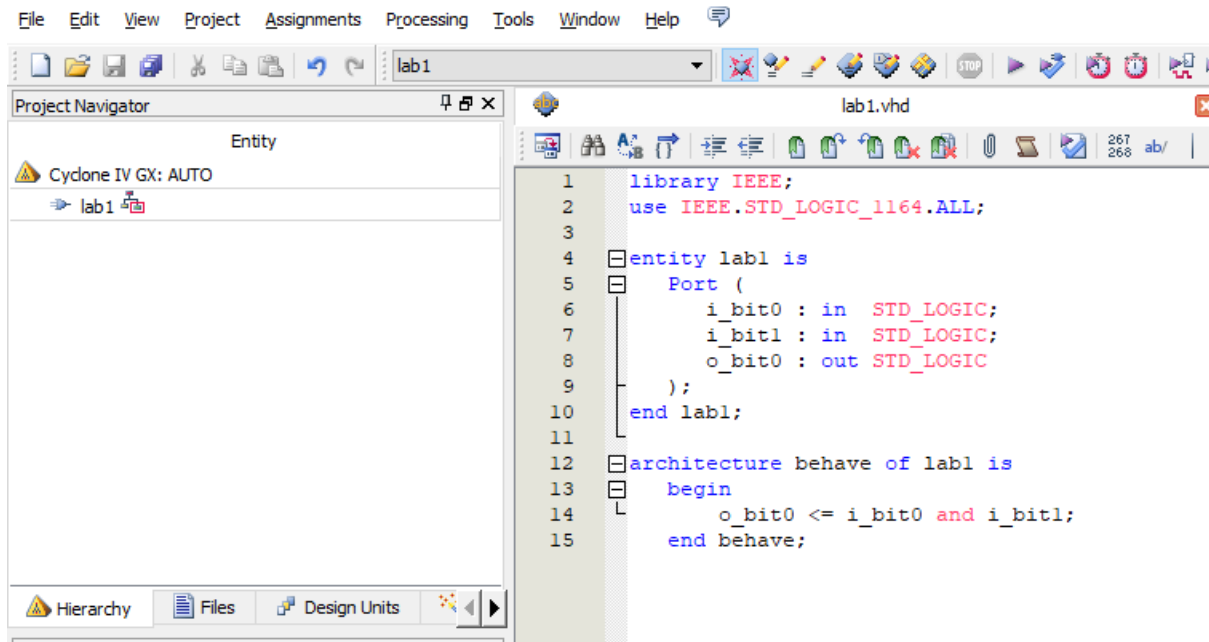 File Edit View Project Assignments Processing Tools Window Help
lab1
STOP
Project Navigator
lab1.vhd
Entity
267
268
ab/
Cyclone IV GX: AUTO
lab1
1 library IEEE;
2 use IEEE.STD_LOGIC_1164.ALL;
3
4 entity lab1 is
5 Port (
6 i_bit0 : in STD_LOGIC;
7 i_bit1 : in STD_LOGIC;
8 o_bit0 : out STD_LOGIC
9 );
10 end lab1;
11
12 architecture behave of lab1 is
13 begin
14 o_bit0 <= i_bit0 and i_bit1;
15 end behave;
Hierarchy Files Design Units